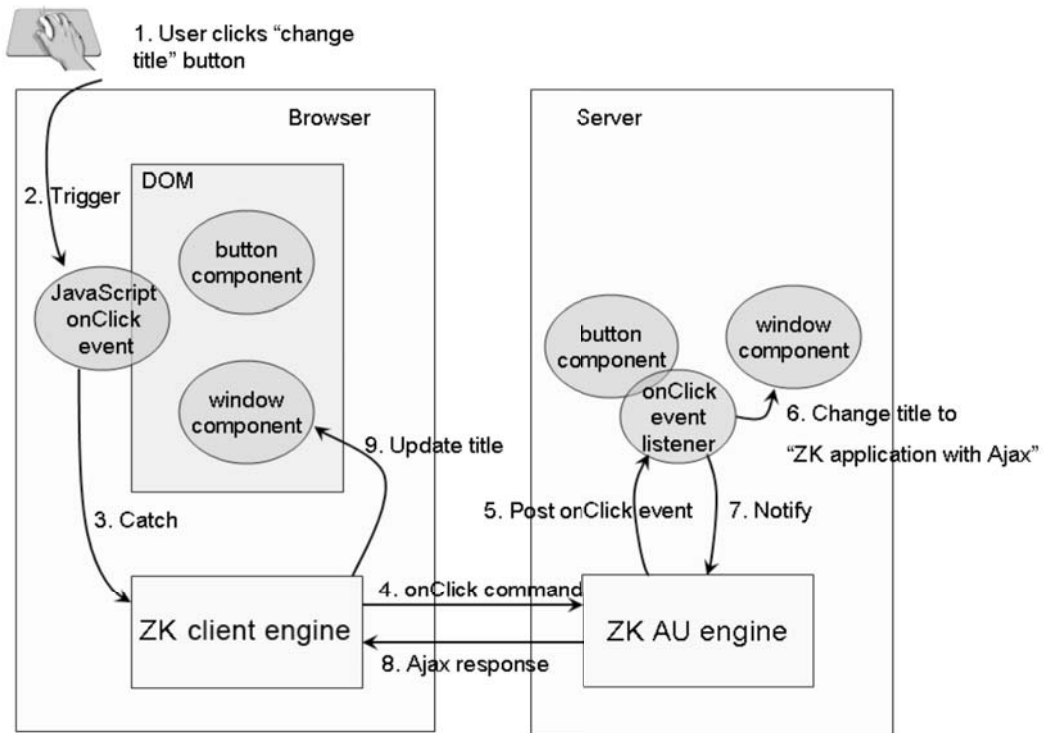 1. User clicks “change
title” button
Browser
Server
2. Trigger
DOM
button
component
JavaScript
onClick
event
window
component
button
component
window
component
onClick
event
listener
6. Change title to
“ZK application with Ajax”
9. Update title
3. Catch
5. Post onClick event
7. Notify
4. onClick command
ZK client engine
ZK AU engine
8. Ajax response